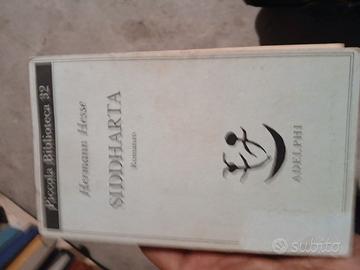 Piccola Biblioteca 32
Hermann Hesse
SIDDHARTA
Romanzo
ADELPHI
subito